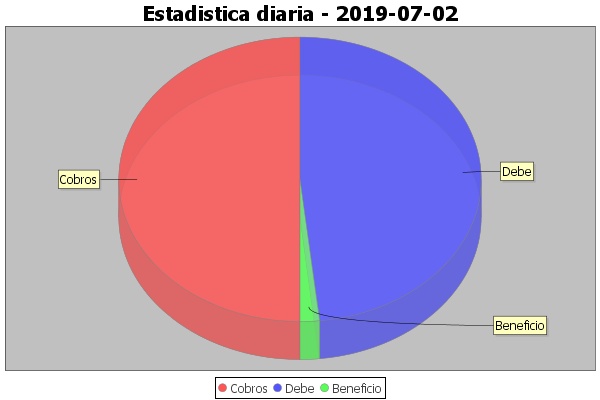 Estadistica diaria - 2019-07-02
Cobros
Debe
Beneficio
Cobros Debe Beneficio